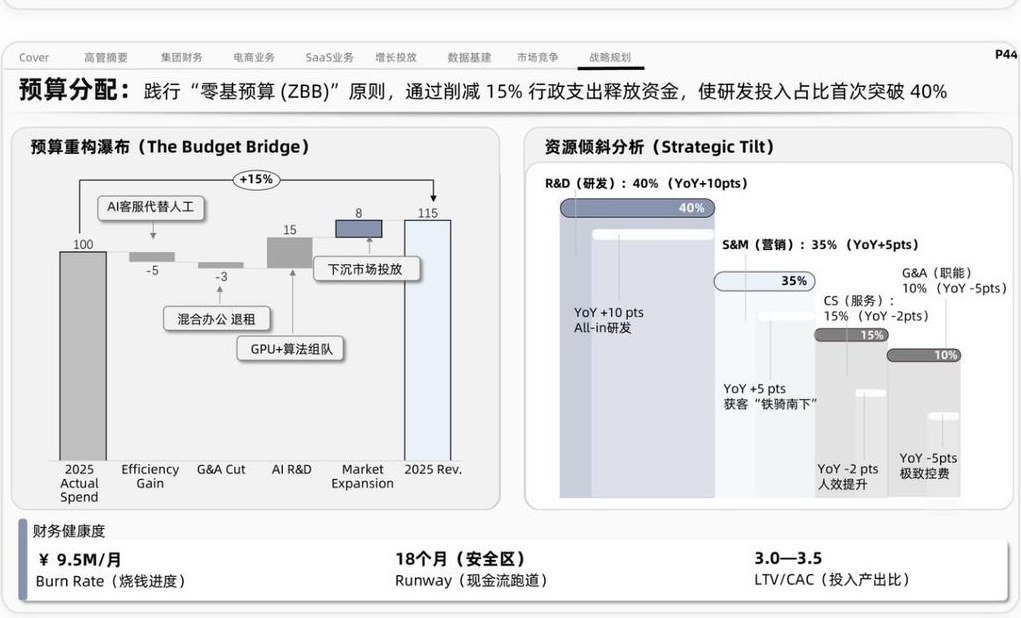 Cover 高管摘要 集团财务 电商业务 SaaS业务 增长投放 数据基建 市场竞争 战略规划 P44
预算分配：践行“零基预算 (ZBB)”原则，通过削减 15% 行政支出释放资金，使研发投入占比首次突破 40%
预算重构瀑布（The Budget Bridge）
+15%
AI客服代替人工
100
-5
-3
15
8
115
下沉市场投放
混合办公 退租
GPU+算法组队
2025
Actual
Spend
Efficiency
Gain
G&A Cut
AI R&D
Market
Expansion
2025 Rev.
资源倾斜分析（Strategic Tilt）
R&D（研发）：40%（YoY+10pts）
40%
YoY +10 pts
All-in研发
S&M（营销）：35%（YoY+5pts）
35%
YoY +5 pts
获客“铁骑南下”
CS（服务）：
15%（YoY -2pts）
15%
YoY -2 pts
人效提升
G&A（职能）
10%（YoY -5pts）
10%
YoY -5pts
极致控费
财务健康度
¥ 9.5M/月
Burn Rate（烧钱进度）
18个月（安全区）
Runway（现金流跑道）
3.0—3.5
LTV/CAC（投入产出比）